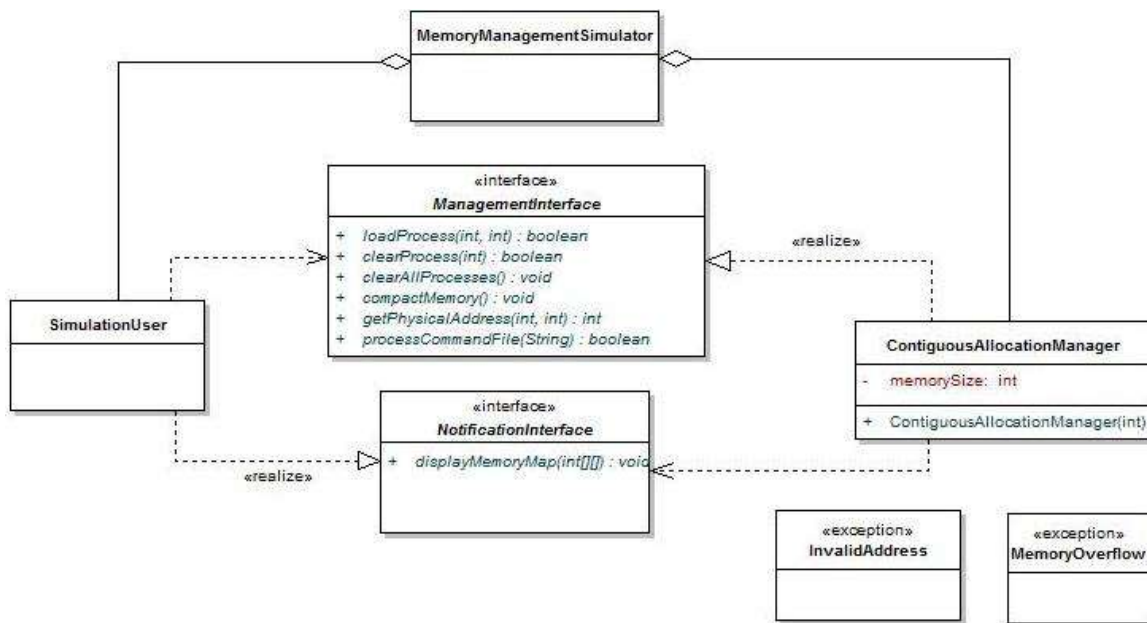 MemoryManagementSimulator
«interface»
ManagementInterface
+ loadProcess(int, int) : boolean
+ clearProcess(int) : boolean
+ clearAllProcesses() : void
+ compactMemory() : void
+ getPhysicalAddress(int, int) : int
+ processCommandFile(String) : boolean
«realize»
SimulationUser
ContiguousAllocationManager
- memorySize: int
+ ContiguousAllocationManager(int)
«interface»
NotificationInterface
+ displayMemoryMap(int[][]) : void
«realize»
«exception»
InvalidAddress
«exception»
MemoryOverflow